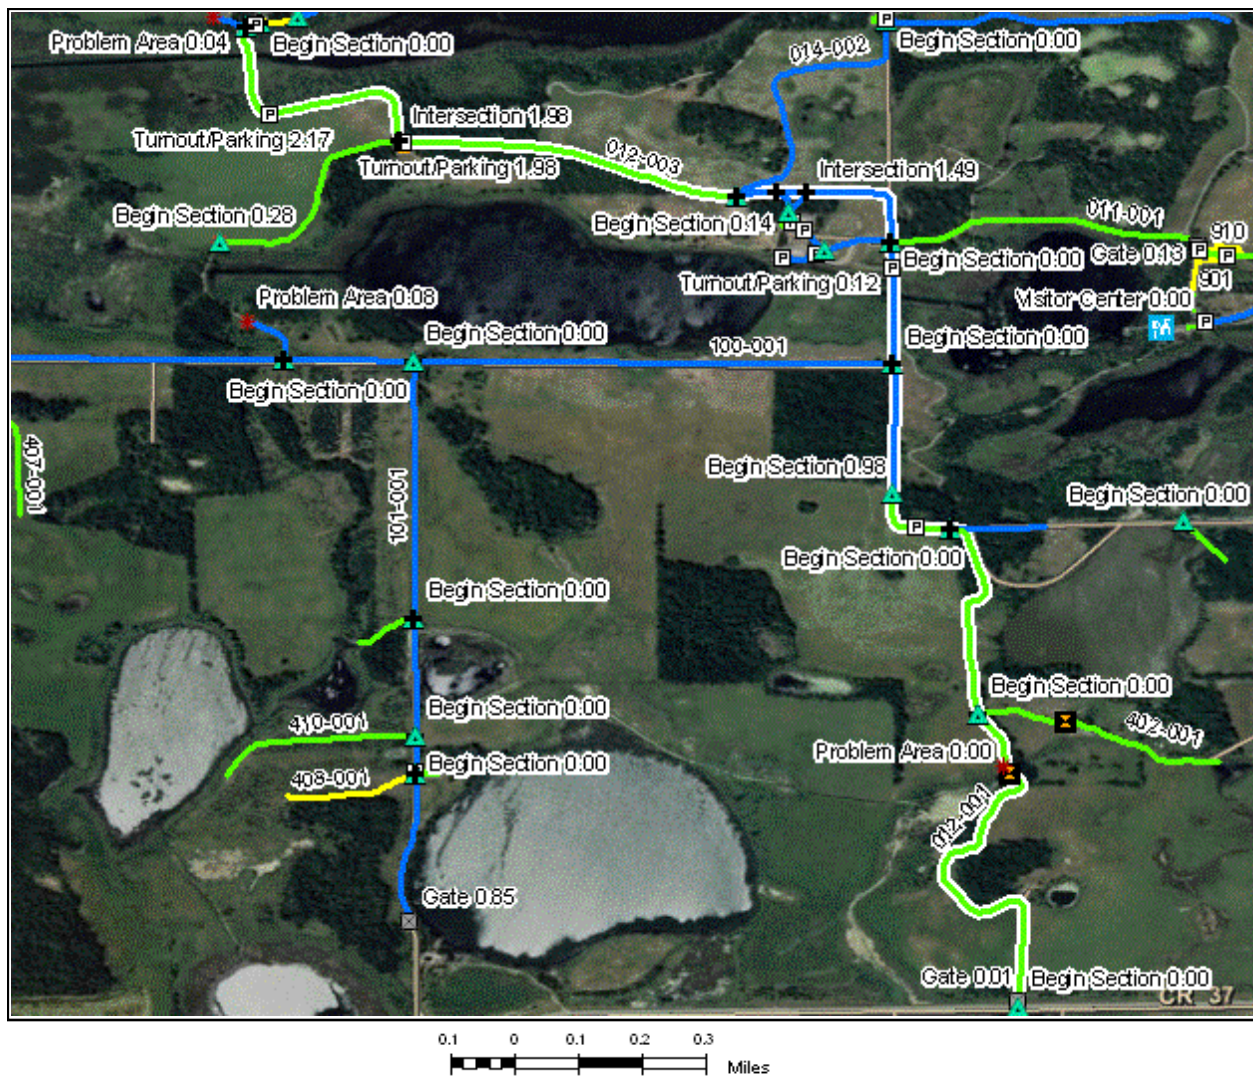 Problem Area 0.04
Begin Section 0.00
Begin Section 0.00
014-002
Turnout/Parking 2.17
Intersection 1.98
Turnout/Parking 1.98
012-003
Intersection 1.49
Begin Section 0.28
Begin Section 0.14
011-001
910
Gate 0.13
Begin Section 0.00
Turnout/Parking 0.12
901
Visitor Center 0.00
Problem Area 0.08
Begin Section 0.00
100-001
Begin Section 0.00
Begin Section 0.00
407-001
101-001
Begin Section 0.98
Begin Section 0.00
Begin Section 0.00
Begin Section 0.00
Begin Section 0.00
Begin Section 0.00
410-001
402-001
Problem Area 0.00
Begin Section 0.00
408-001
012-001
Gate 0.85
Gate 0.01
Begin Section 0.00
CR 37
0.1 0 0.1 0.2 0.3
Miles